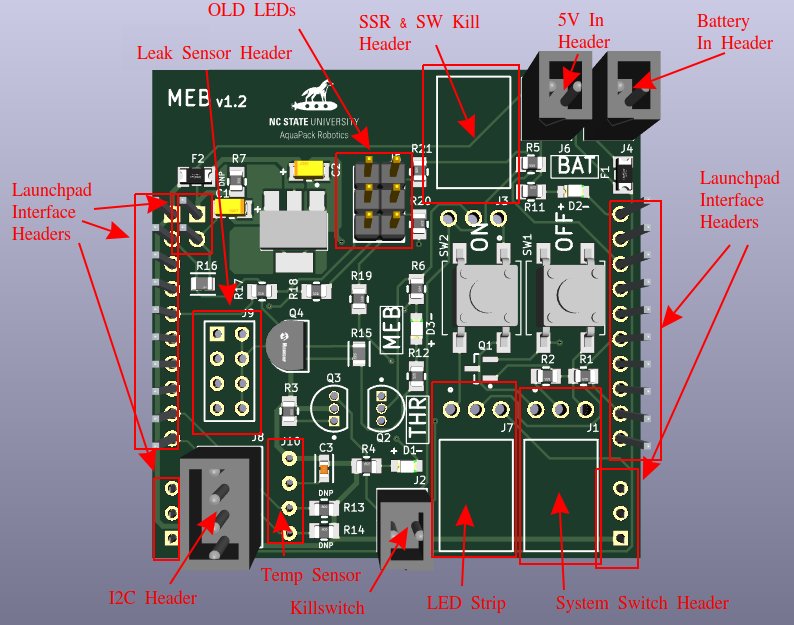 OLD LEDs
SSR & SW Kill
Header
5V In
Header
Battery
In Header
Leak Sensor Header
MEB v1.2
NC STATE UNIVERSITY
AquaPack Robotics
Launchpad
Interface
Headers
Launchpad
Interface
Headers
F2
R7
DNP
C1
C2
J5
R21
R20
R5
R11
J6
J4
BAT
F1
+ D2-
J3
ON
OFF
SW2
SW1
R16
R17
R18
R19
R6
MEB
+ D3-
R15
R12
Q4
J9
Q1
R2
R1
R3
Q3
Q2
THR
J7
J1
J8
J10
C3
R4
+ D1-
J2
DNP
R13
R14
DNP
I2C Header
Temp Sensor
Killswitch
LED Strip
System Switch Header